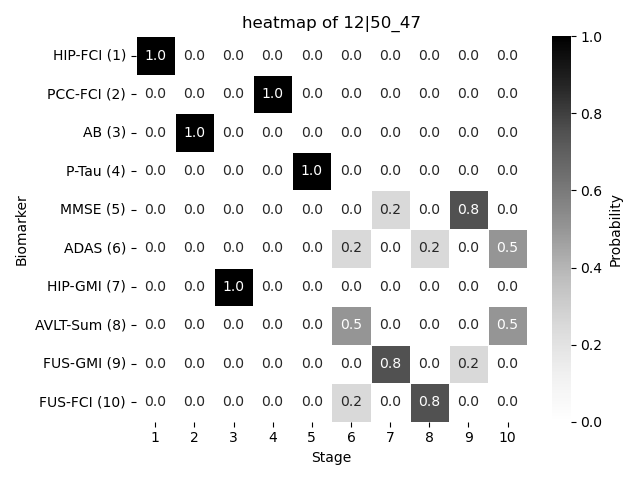 heatmap of 12|50_47
HIP-FCI (1) 1.0 0.0 0.0 0.0 0.0 0.0 0.0 0.0 0.0 0.0
PCC-FCI (2) 0.0 0.0 0.0 1.0 0.0 0.0 0.0 0.0 0.0 0.0
AB (3) 0.0 1.0 0.0 0.0 0.0 0.0 0.0 0.0 0.0 0.0
P-Tau (4) 0.0 0.0 0.0 0.0 1.0 0.0 0.0 0.0 0.0 0.0
MMSE (5) 0.0 0.0 0.0 0.0 0.0 0.0 0.2 0.0 0.8 0.0
ADAS (6) 0.0 0.0 0.0 0.0 0.0 0.2 0.0 0.2 0.0 0.5
HIP-GMI (7) 0.0 0.0 1.0 0.0 0.0 0.0 0.0 0.0 0.0 0.0
AVLT-Sum (8) 0.0 0.0 0.0 0.0 0.0 0.5 0.0 0.0 0.0 0.5
FUS-GMI (9) 0.0 0.0 0.0 0.0 0.0 0.0 0.8 0.0 0.2 0.0
FUS-FCI (10) 0.0 0.0 0.0 0.0 0.0 0.2 0.0 0.8 0.0 0.0
1 2 3 4 5 6 7 8 9 10
Stage
Biomarker
1.0
0.8
0.6
0.4
0.2
0.0
Probability